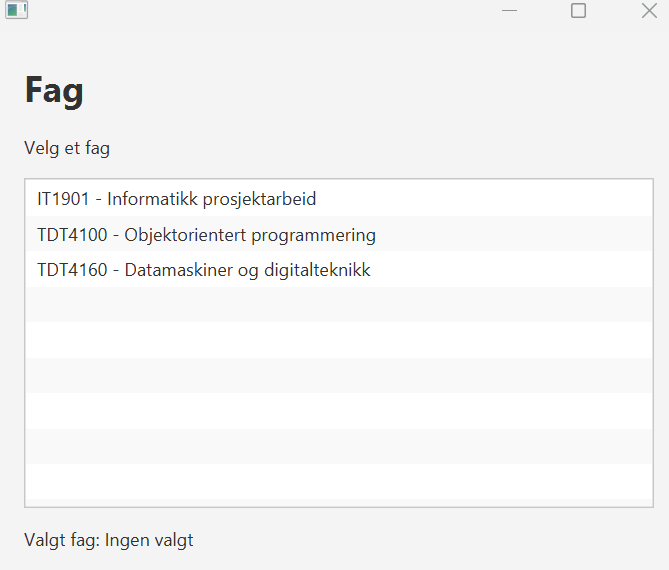 Fag
Velg et fag
IT1901 - Informatikk prosjektarbeid
TDT4100 - Objektorientert programmering
TDT4160 - Datamaskiner og digitalteknikk
Valgt fag: Ingen valgt